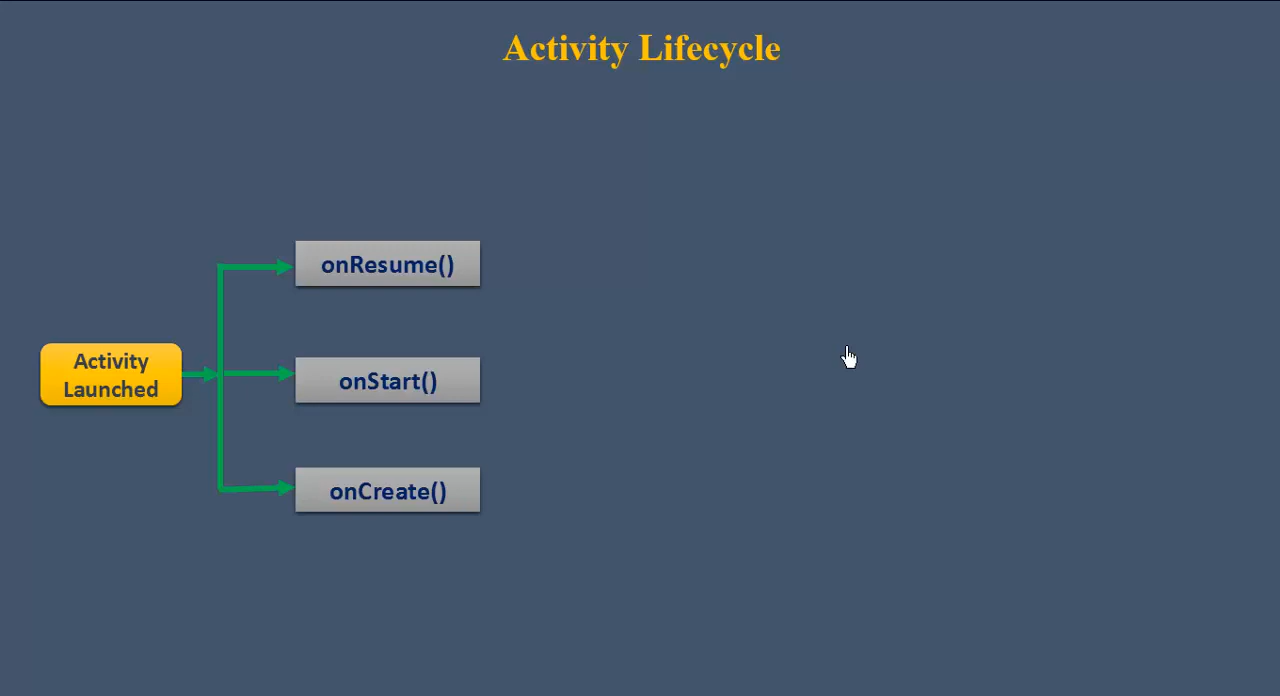 Activity Lifecycle
onResume()
Activity
Launched
onStart()
onCreate()